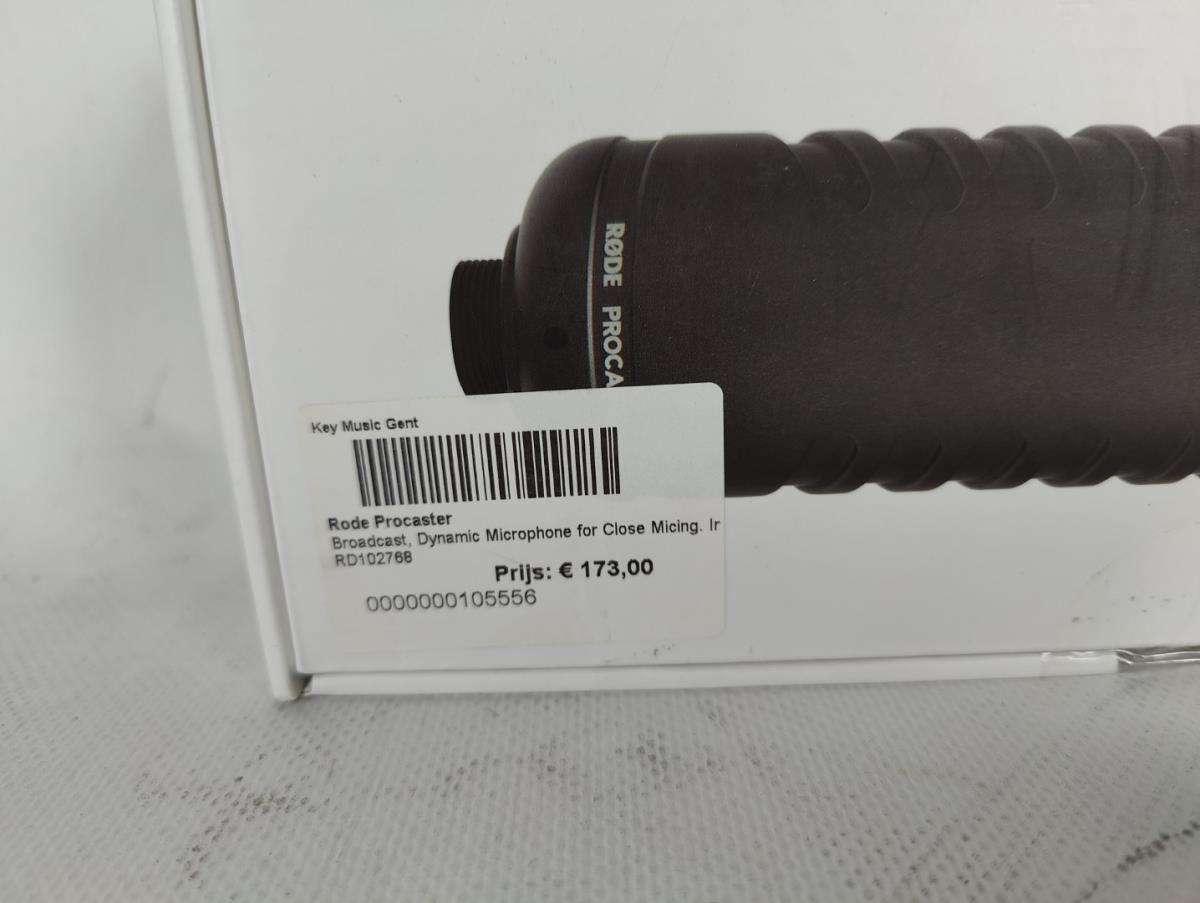 RØDE PROCA
Key Music Gent
Rode Procaster
Broadcast, Dynamic Microphone for Close Micing. Ir
RD102768
Prijs: € 173,00
0000000105556